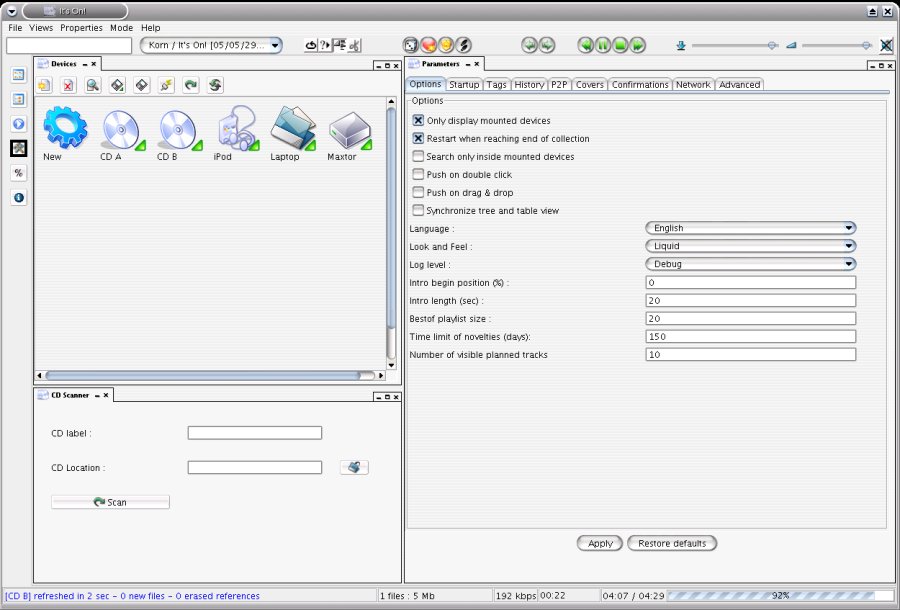 It's On!
File Views Properties Mode Help
Korn / It's On! [05/05/29...
Devices
New CD A CD B iPod Laptop Maxtor
%
CD Scanner
CD label :
CD Location :
Scan
Parameters
Options Startup Tags History P2P Covers Confirmations Network Advanced
Options
Only display mounted devices
Restart when reaching end of collection
Search only inside mounted devices
Push on double click
Push on drag & drop
Synchronize tree and table view
Language : English
Look and Feel : Liquid
Log level : Debug
Intro begin position (%) : 0
Intro length (sec) : 20
Bestof playlist size : 20
Time limit of novelties (days): 150
Number of visible planned tracks 10
Apply Restore defaults
[CD B] refreshed in 2 sec - 0 new files - 0 erased references 1 files : 5 Mb 192 kbps 00:22 04:07 / 04:29 92%